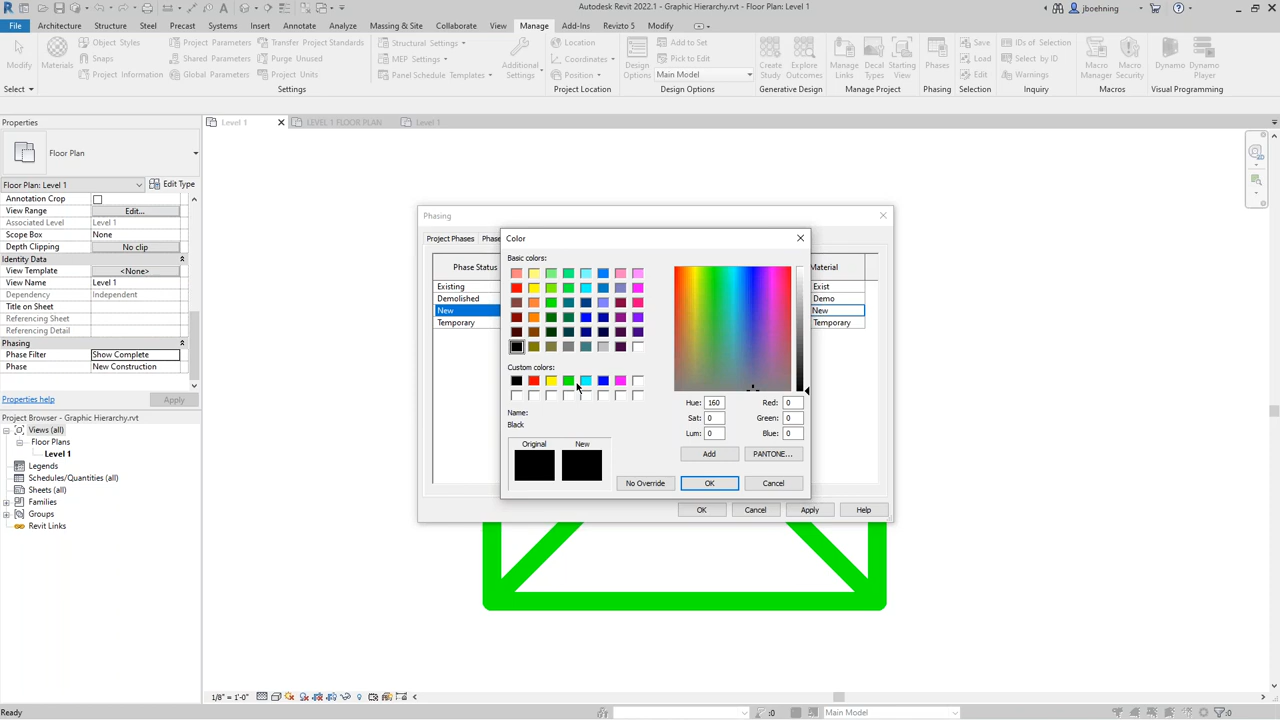 Autodesk Revit 2022.1 - Graphic Hierarchy.rvt - Floor Plan: Level 1
jboehning
File Architecture Structure Steel Precast Systems Insert Annotate Analyze Massing & Site Collaborate View Manage Add-Ins Revizto 5 Modify
Modify
Materials
Object Styles
Snaps
Project Information
Project Parameters
Shared Parameters
Global Parameters
Transfer Project Standards
Purge Unused
Project Units
Structural Settings
MEP Settings
Panel Schedule Templates
Additional
Settings
Location
Coordinates
Position
Design
Options
Add to Set
Pick to Edit
Main Model
Create
Study
Explore
Outcomes
Manage
Links
Decal
Types
Starting
View
Phases
Save
Load
Edit
IDs of Selection
Select by ID
Warnings
Macro
Manager
Macro
Security
Dynamo
Dynamo
Player
Select
Settings
Project Location
Design Options
Generative Design
Manage Project
Phasing
Selection
Inquiry
Macros
Visual Programming
Properties
Level 1
LEVEL 1 FLOOR PLAN
Level 1
Floor Plan
Floor Plan: Level 1
Edit Type
Annotation Crop
View Range Edit...
Associated Level Level 1
Scope Box None
Depth Clipping No clip
Identity Data
View Template <None>
View Name Level 1
Dependency Independent
Title on Sheet
Referencing Sheet
Referencing Detail
Phasing
Phase Filter Show Complete
Phase New Construction
Properties help
Apply
Project Browser - Graphic Hierarchy.rvt
Views (all)
Floor Plans
Level 1
Legends
Schedules/Quantities (all)
Sheets (all)
Families
Groups
Revit Links
Phasing
Project Phases
Phase Status
Existing
Demolished
New
Temporary
Material
Exist
Demo
New
Temporary
OK
Cancel
Apply
Help
Color
Basic colors:
Custom colors:
Name:
Black
Original
New
Hue: 160
Sat: 0
Lum: 0
Red: 0
Green: 0
Blue: 0
Add
PANTONE...
No Override
OK
Cancel
1/8" = 1'-0"
Ready
:0
Main Model
:0